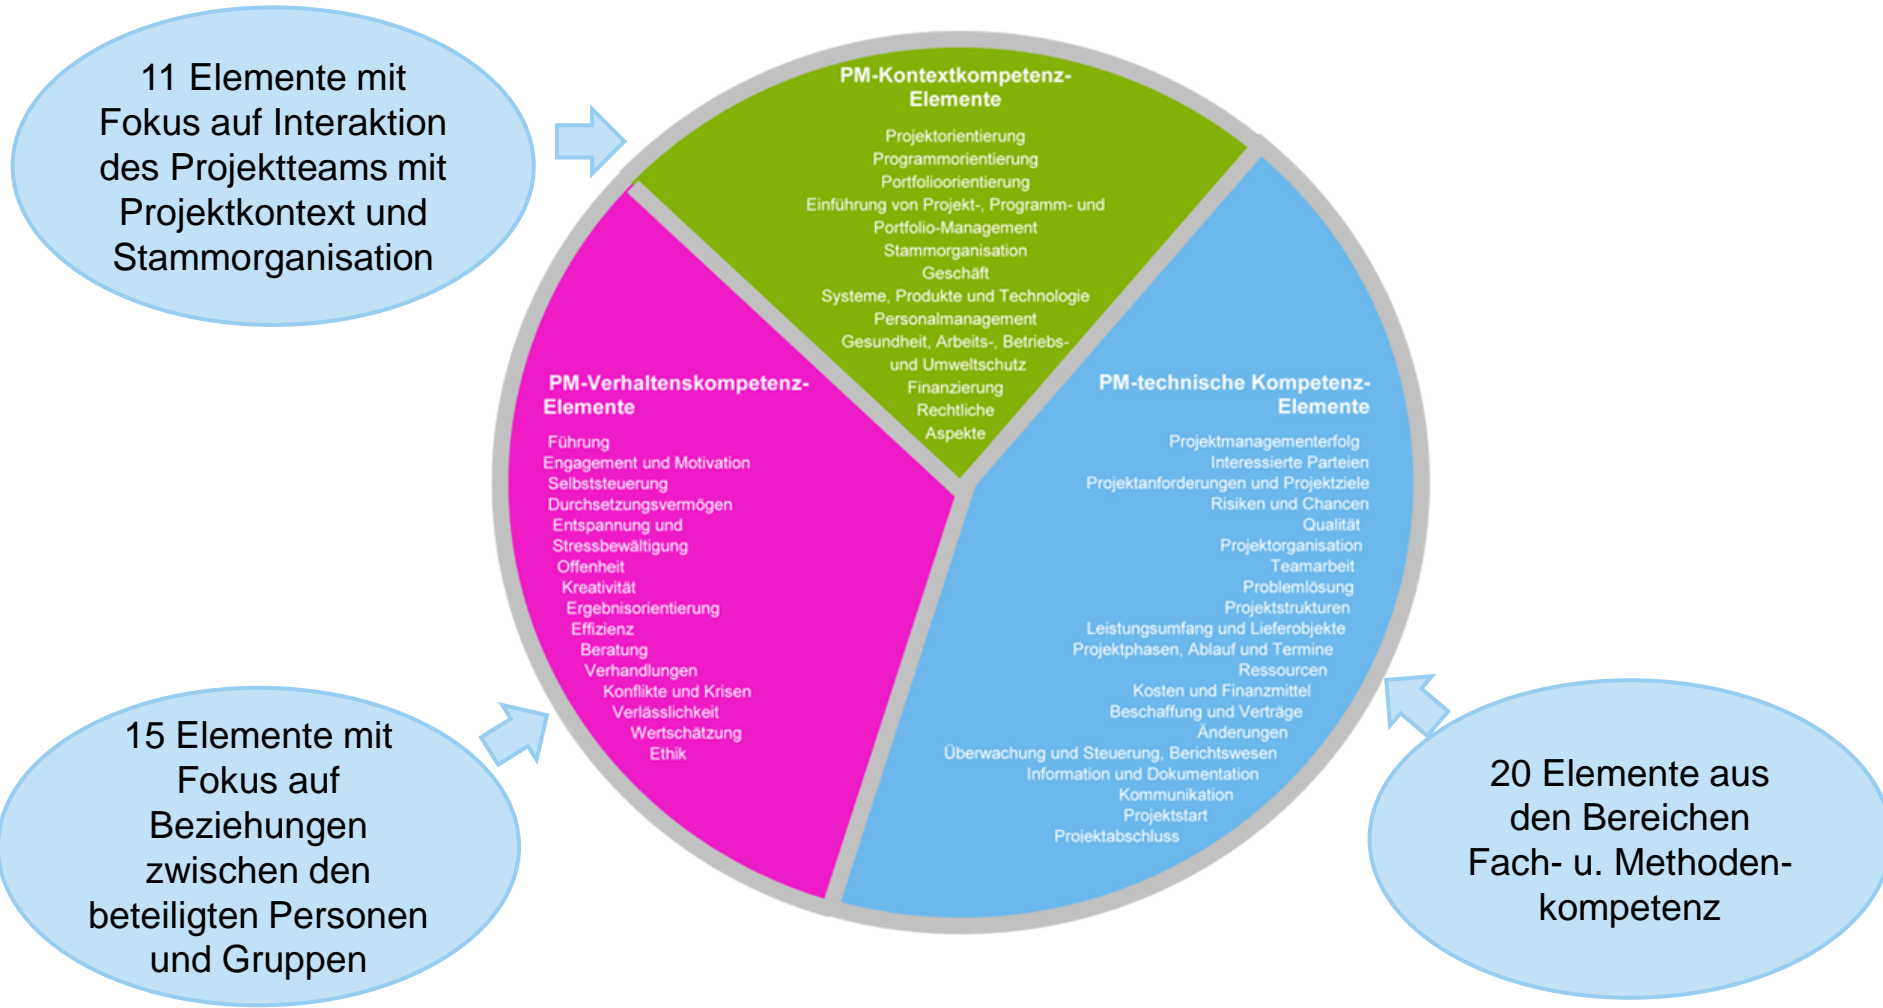 11 Elemente mit
Fokus auf Interaktion
des Projektteams mit
Projektkontext und
Stammorganisation
PM-Kontextkompetenz-
Elemente
Projektorientierung
Programmorientierung
Portfolioorientierung
Einführung von Projekt-, Programm- und
Portfolio-Management
Stammorganisation
Geschäft
Systeme, Produkte und Technologie
Personalmanagement
Gesundheit, Arbeits-, Betriebs-
und Umweltschutz
Finanzierung
Rechtliche
Aspekte
PM-Verhaltenskompetenz-
Elemente
Führung
Engagement und Motivation
Selbststeuerung
Durchsetzungsvermögen
Entspannung und
Stressbewältigung
Offenheit
Kreativität
Ergebnisorientierung
Effizienz
Beratung
Verhandlungen
Konflikte und Krisen
Verlässlichkeit
Wertschätzung
Ethik
PM-technische Kompetenz-
Elemente
Projektmanagementerfolg
Interessierte Parteien
Projektanforderungen und Projektziele
Risiken und Chancen
Qualität
Projektorganisation
Teamarbeit
Problemlösung
Projektstrukturen
Leistungsumfang und Lieferobjekte
Projektphasen, Ablauf und Termine
Ressourcen
Kosten und Finanzmittel
Beschaffung und Verträge
Änderungen
Überwachung und Steuerung, Berichtswesen
Information und Dokumentation
Kommunikation
Projektstart
Projektabschluss
15 Elemente mit
Fokus auf
Beziehungen
zwischen den
beteiligten Personen
und Gruppen
20 Elemente aus
den Bereichen
Fach- u. Methoden-
kompetenz